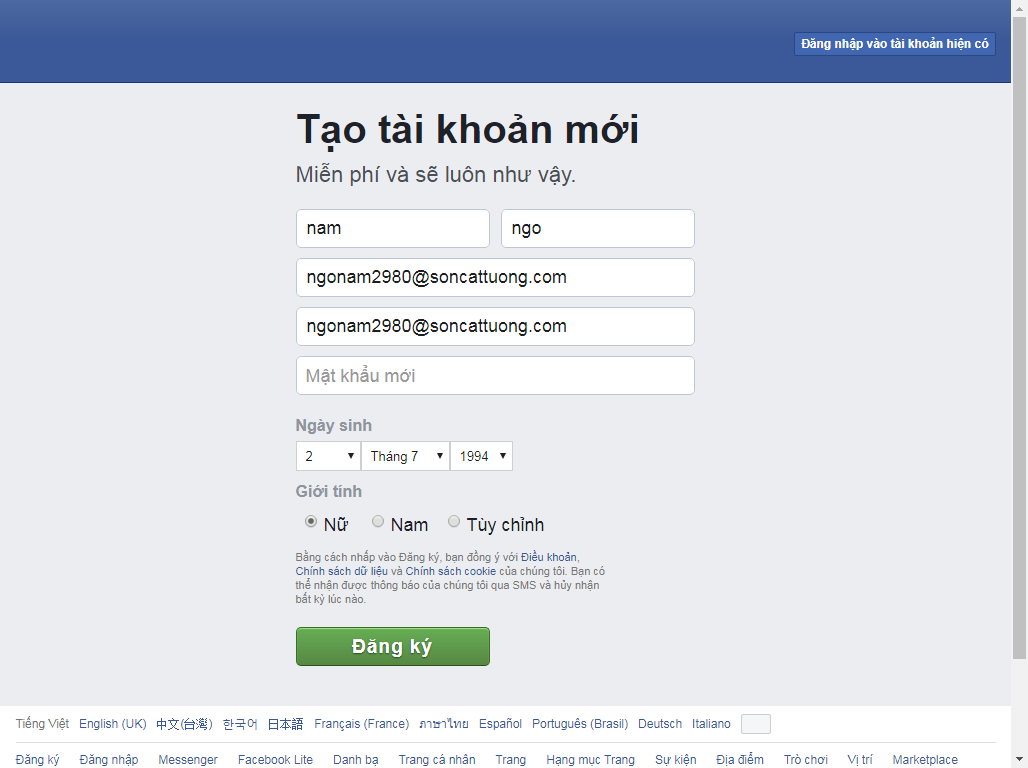 Đăng nhập vào tài khoản hiện có
Tạo tài khoản mới
Miễn phí và sẽ luôn như vậy.
nam ngo
ngonam2980@soncattuong.com
ngonam2980@soncattuong.com
Mật khẩu mới
Ngày sinh
2 Tháng 7 1994
Giới tính
Nữ Nam Tùy chỉnh
Bằng cách nhấp vào Đăng ký, bạn đồng ý với Điều khoản,
Chính sách dữ liệu và Chính sách cookie của chúng tôi. Bạn có
thể nhận được thông báo của chúng tôi qua SMS và hủy nhận
bất kỳ lúc nào.
Đăng ký
Tiếng Việt English (UK) 中文(台灣) 한국어 日本語 Français (France) ภาษาไทย Español Português (Brasil) Deutsch Italiano
Đăng ký Đăng nhập Messenger Facebook Lite Danh bạ Trang cá nhân Trang Hạng mục Trang Sự kiện Địa điểm Trò chơi Vị trí Marketplace